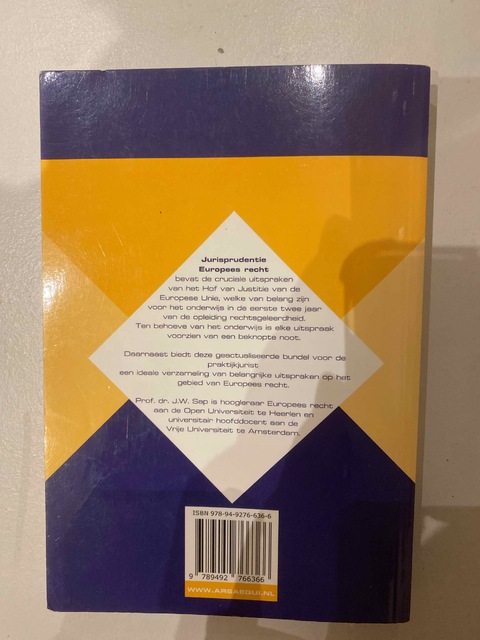 Jurisprudentie
Europees recht
bevat de cruciale uitspraken
van het Hof van Justitie van de
Europese Unie, welke van belang zijn
voor het onderwijs in de eerste twee jaar
van de opleiding rechtsgeleerdheid.
Ten behoeve van het onderwijs is elke uitspraak
voorzien van een beknopte noot.
Daarnaast biedt deze geactualiseerde bundel voor de
praktijkjurist
een ideale verzameling van belangrijke uitspraken op het
gebied van Europees recht.
Prof. dr. J.W. Sap is hoogleraar Europees recht
aan de Open Universiteit te Heerlen en
universitair hoofddocent aan de
Vrije Universiteit te Amsterdam.
ISBN 978-94-9276-636-6
9 789492 766366
WWW.ARSAEQUI.NL